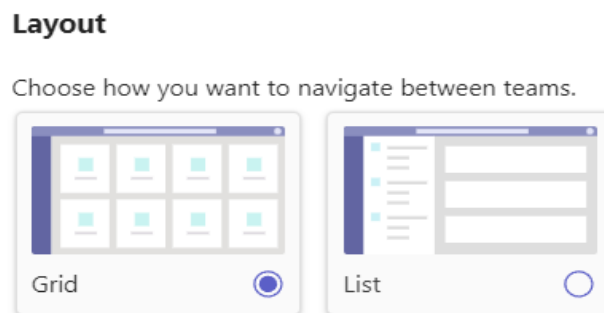 Layout
Choose how you want to navigate between teams.
Grid
List